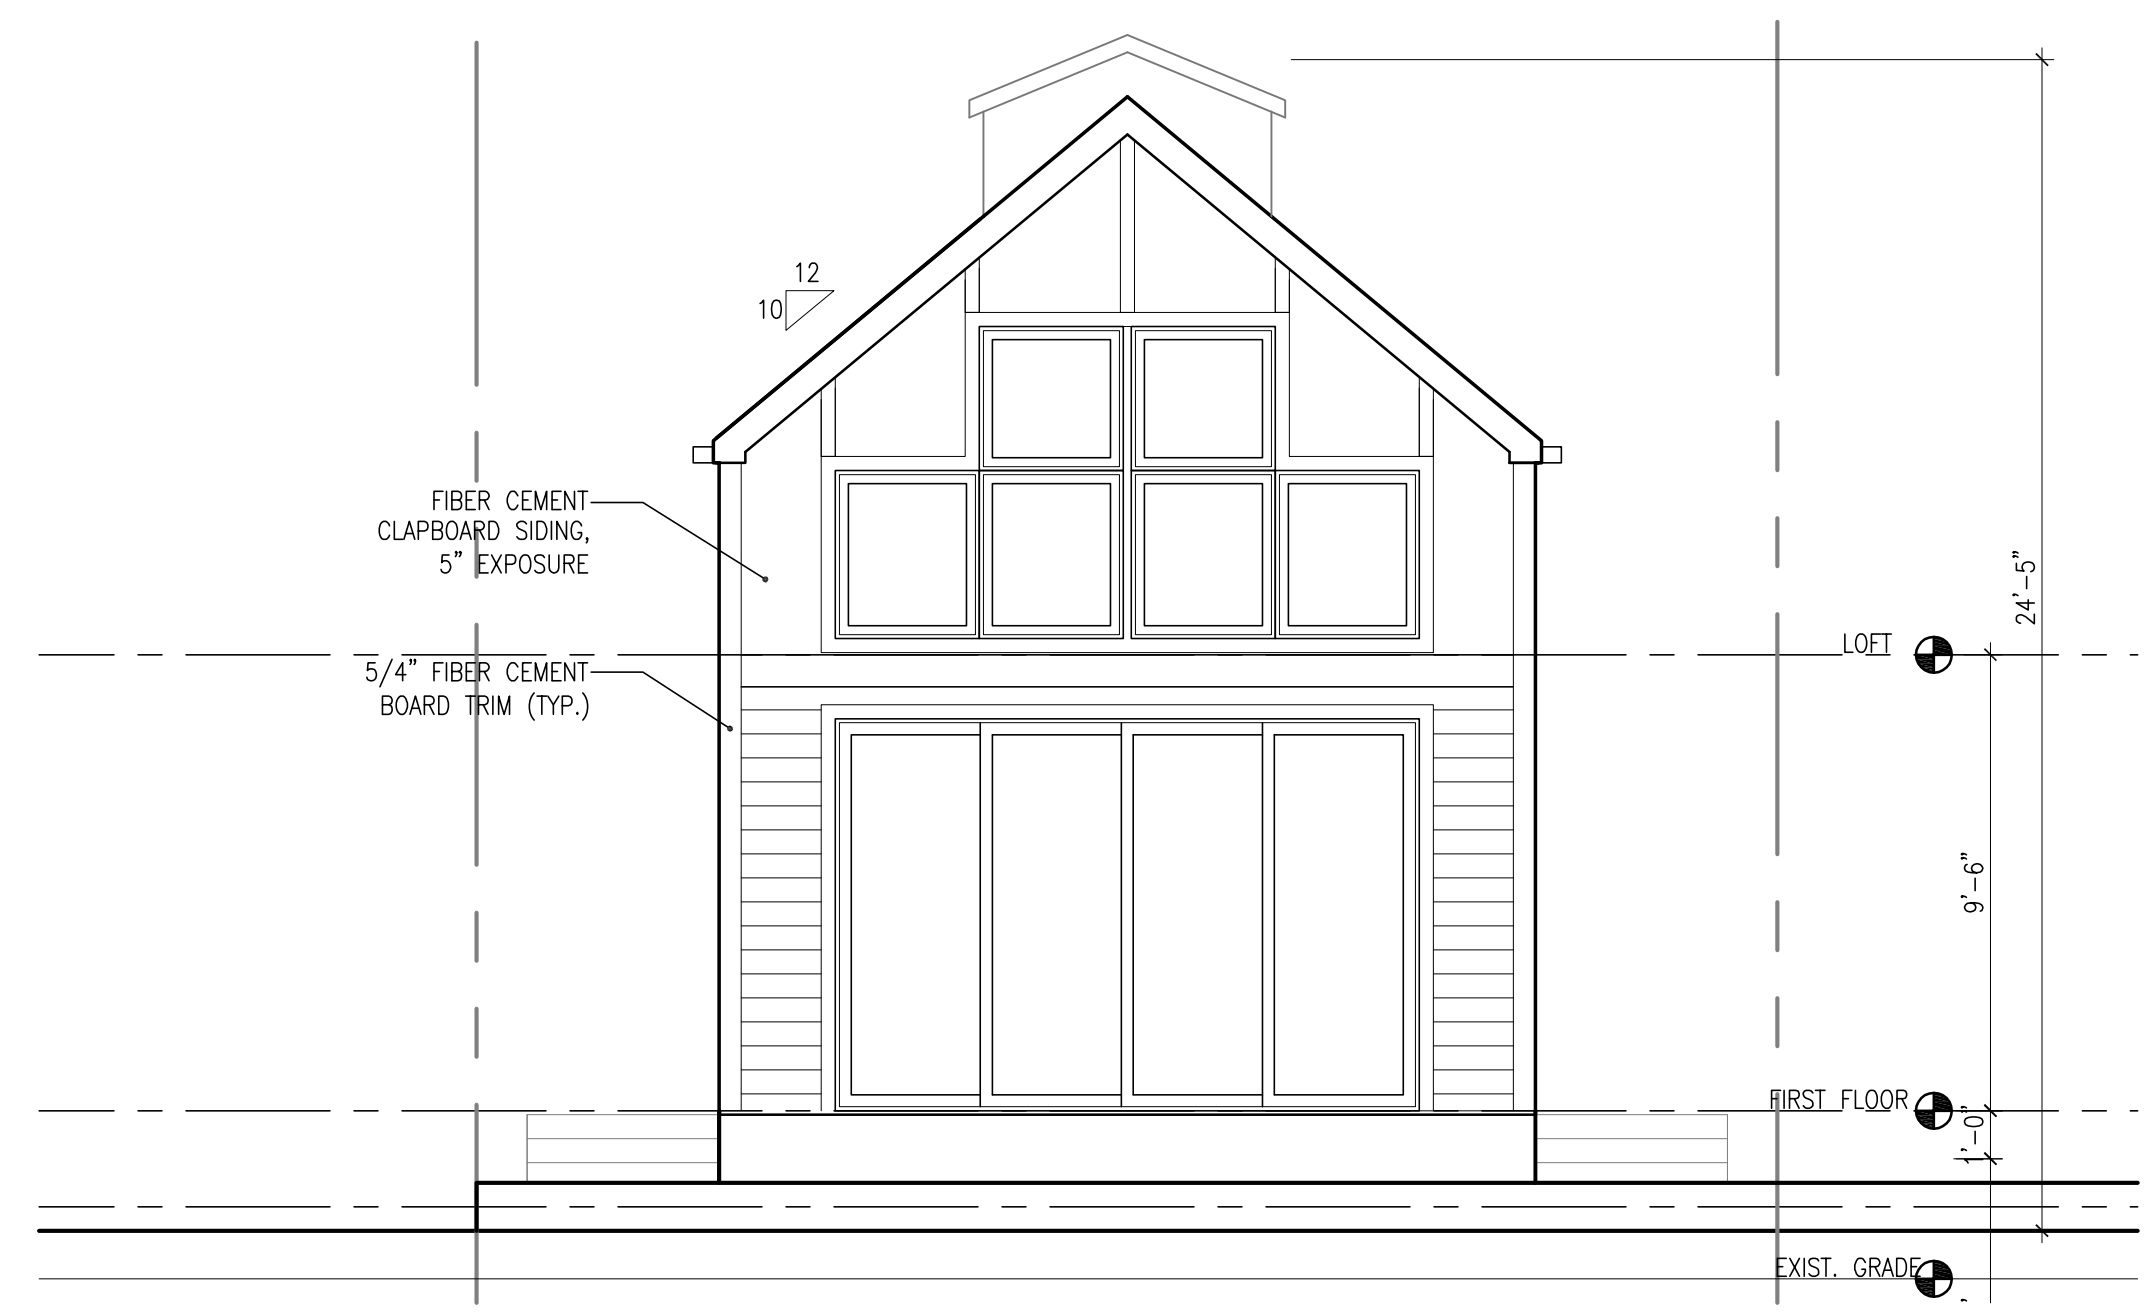 12
10
FIBER CEMENT
CLAPBOARD SIDING,
5" EXPOSURE
24'-5"
LOFT
5/4" FIBER CEMENT
BOARD TRIM (TYP.)
9'-6"
FIRST FLOOR
1'-0"
EXIST. GRADE